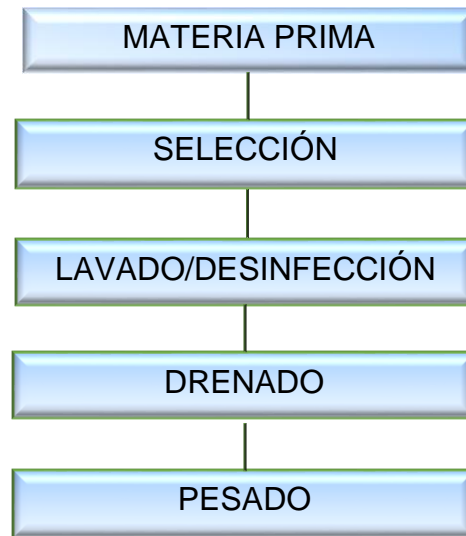 MATERIA PRIMA
SELECCIÓN
LAVADO/DESINFECCIÓN
DRENADO
PESADO